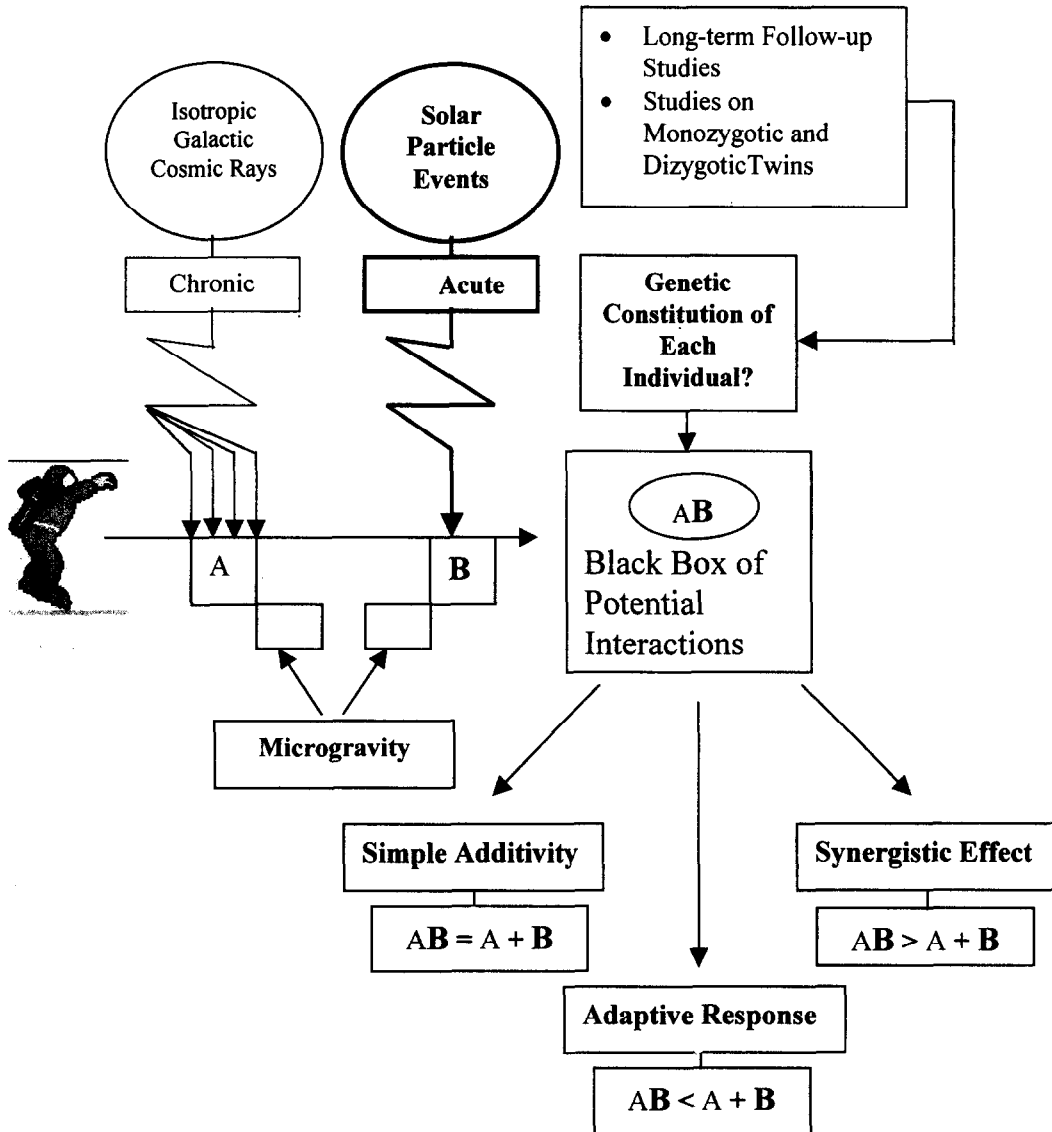 Isotropic
Galactic
Cosmic Rays
Solar
Particle
Events
• Long-term Follow-up
Studies
• Studies on
Monozygotic and
DizygoticTwins
Chronic
Acute
Genetic
Constitution of
Each
Individual?
A
B
AB
Black Box of
Potential
Interactions
Microgravity
Simple Additivity
AB = A + B
Synergistic Effect
AB > A + B
Adaptive Response
AB < A + B